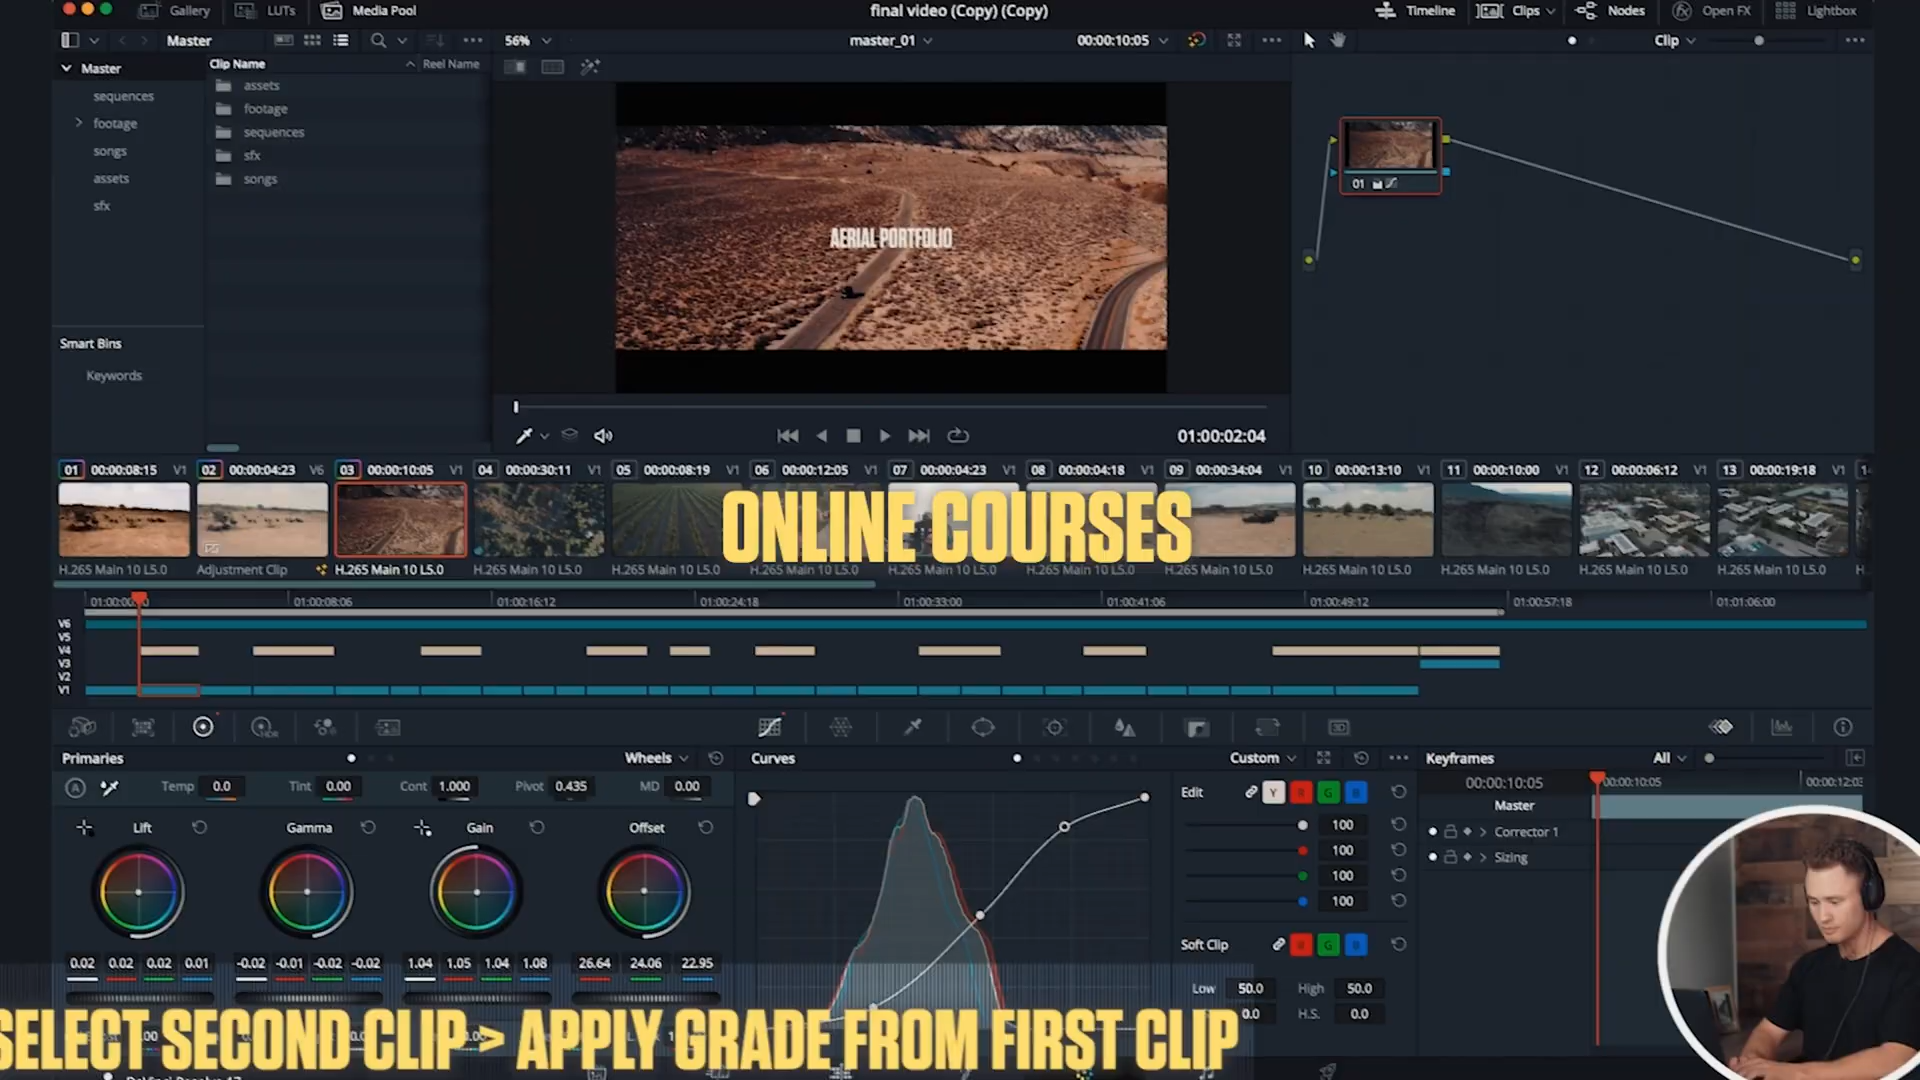 Gallery LUTs Media Pool final video (Copy) (Copy) Timeline Clips Nodes Open FX Lightbox
Master 56% master_01 00:00:10:05 Clip
Master Clip Name Reel Name
sequences assets
footage footage
songs sequences
assets sfx
sfx songs
AERIAL PORTFOLIO
01
Smart Bins
Keywords
01:00:02:04
01 00:00:08:15 V1 02 00:00:04:23 V6 03 00:00:10:05 V1 04 00:00:30:11 V1 05 00:00:08:19 V1 06 00:00:12:05 V1 07 00:00:04:23 V1 08 00:00:04:18 V1 09 00:00:34:04 V1 10 00:00:13:10 V1 11 00:00:10:00 V1 12 00:00:06:12 V1 13 00:00:19:18 V1
ONLINE COURSES
H.265 Main 10 L5.0 Adjustment Clip H.265 Main 10 L5.0 H.265 Main 10 L5.0 H.265 Main 10 L5.0 H.265 Main 10 L5.0 H.265 Main 10 L5.0 H.265 Main 10 L5.0 H.265 Main 10 L5.0 H.265 Main 10 L5.0 H.265 Main 10 L5.0 H.265 Main 10 L5.0 H.265 Main 10 L5.0
01:00:08:06 01:00:16:12 01:00:24:18 01:00:33:00 01:00:41:06 01:00:49:12 01:00:57:18 01:01:06:00
V6
V5
V4
V3
V2
V1
Primaries Wheels Curves Custom Keyframes All
Temp 0.0 Tint 0.00 Cont 1.000 Pivot 0.435 MD 0.00
Lift Gamma Gain Offset
0.02 0.02 0.02 0.01 -0.02 -0.01 -0.02 -0.02 1.04 1.05 1.04 1.08 26.64 24.06 22.95
Edit Y R G B
100
100
100
100
Soft Clip R G B
Low 50.0 High 50.0
H.S. 0.0
00:00:10:05 00:00:10:05
Master
Corrector 1
Sizing
SELECT SECOND CLIP > APPLY GRADE FROM FIRST CLIP